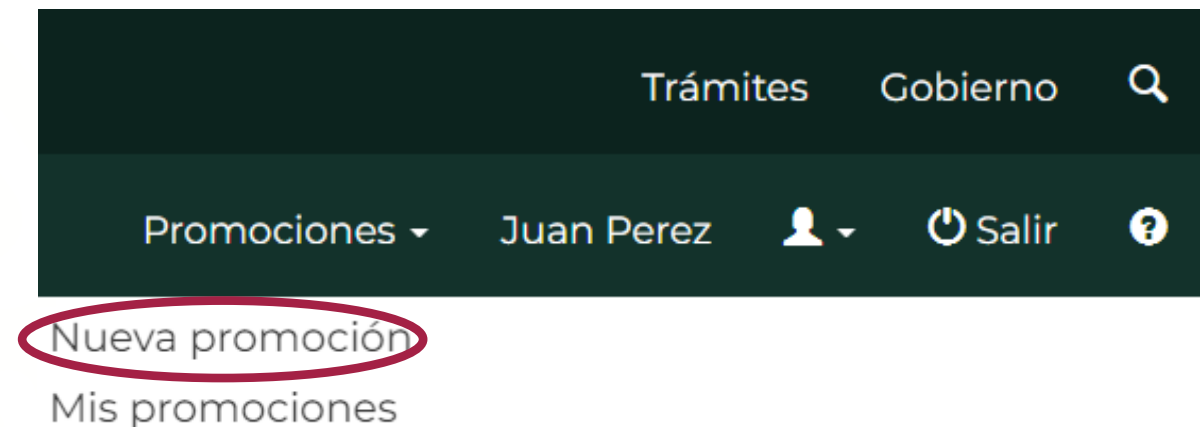 Trámites Gobierno
Promociones Juan Perez Salir ?
Nueva promoción
Mis promociones